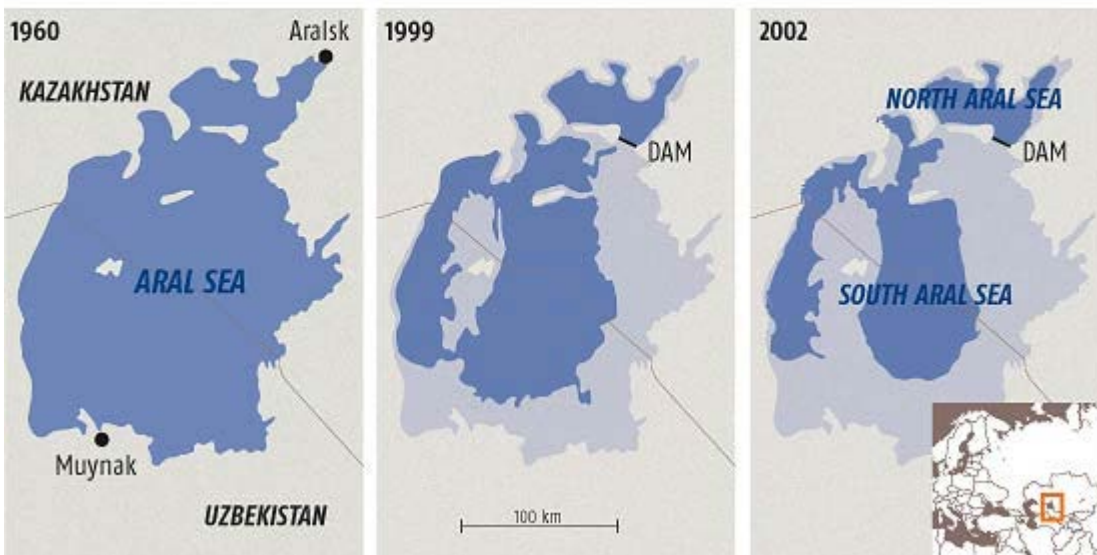 1960
Aralsk
KAZAKHSTAN
ARAL SEA
Muynak
UZBEKISTAN
1999
DAM
100 km
2002
NORTH ARAL SEA
DAM
SOUTH ARAL SEA